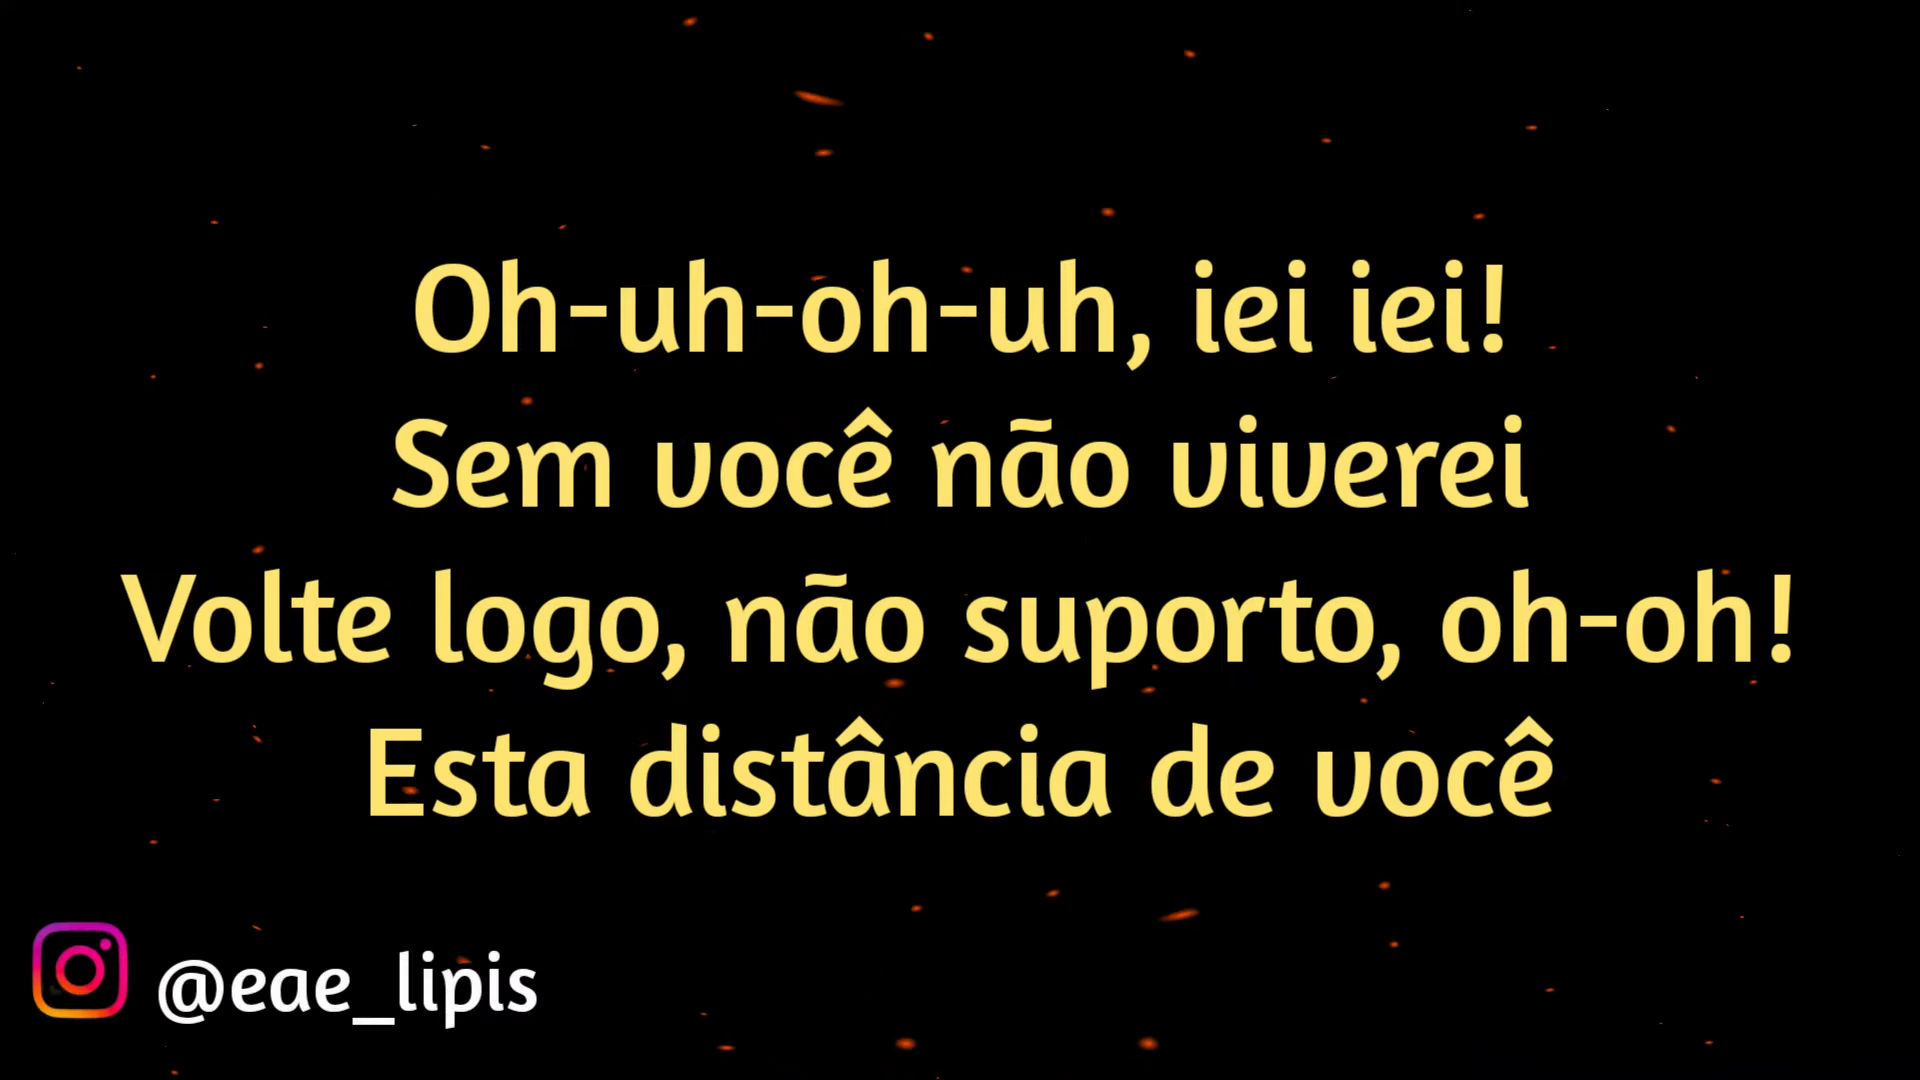 Oh-uh-oh-uh, iei iei!
Sem você não viverei
Volte logo, não suporto, oh-oh!
Esta distância de você
@eae_lipis